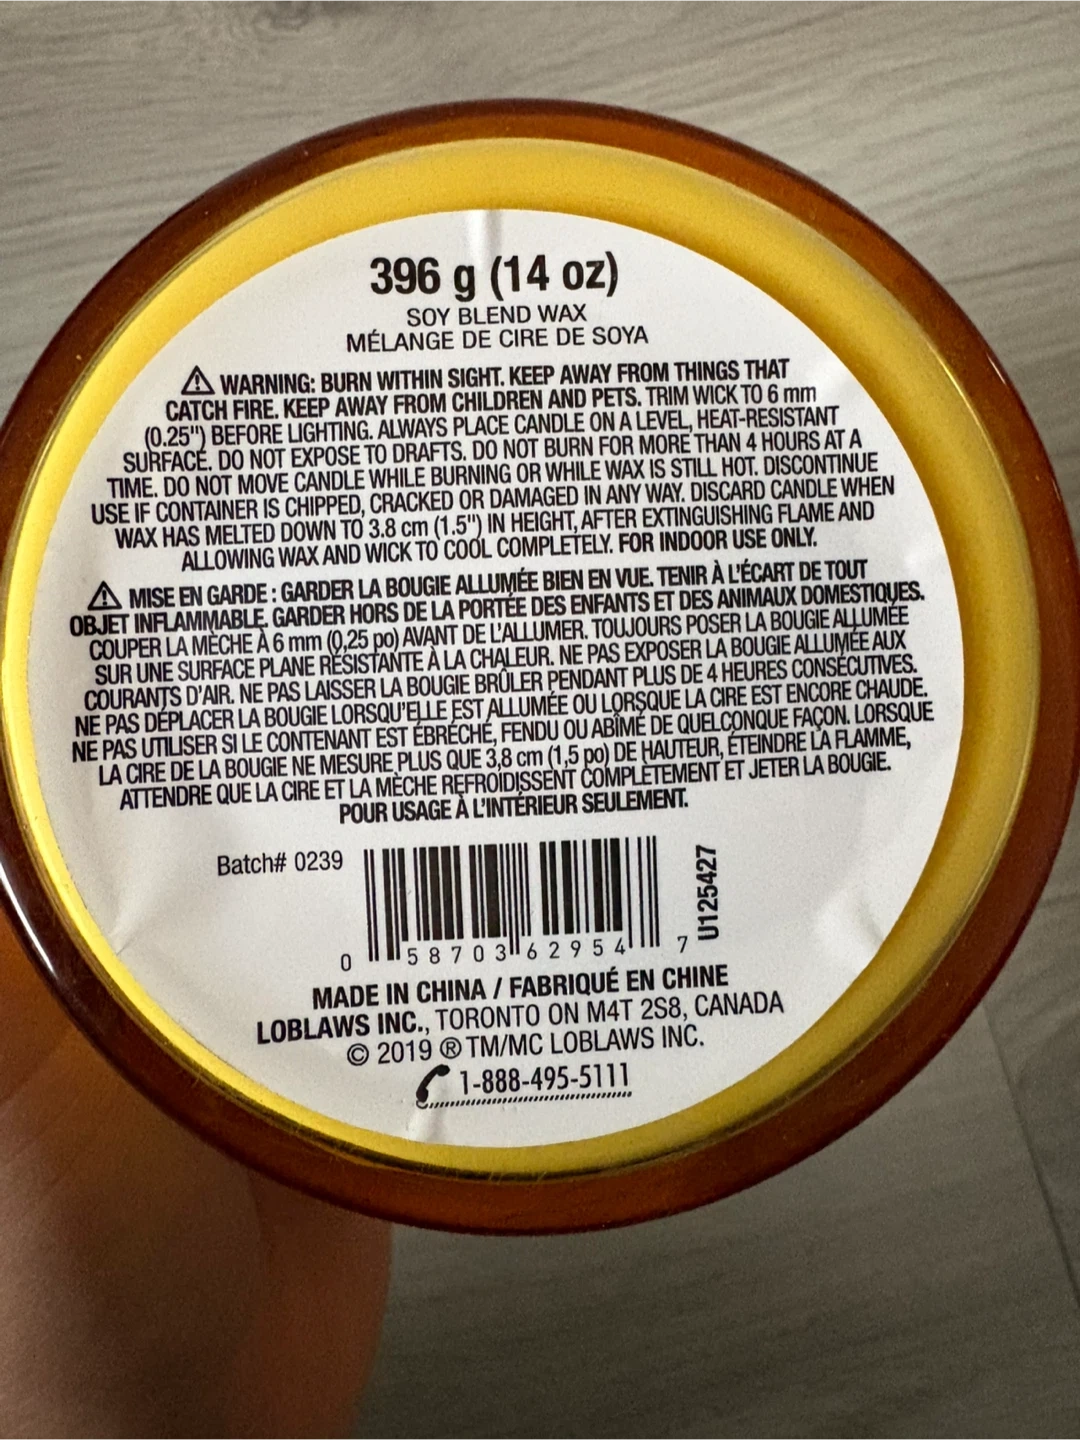 396 g (14 oz)
SOY BLEND WAX
MÉLANGE DE CIRE DE SOYA
WARNING: BURN WITHIN SIGHT. KEEP AWAY FROM THINGS THAT
CATCH FIRE. KEEP AWAY FROM CHILDREN AND PETS. TRIM WICK TO 6 mm
(0.25") BEFORE LIGHTING. ALWAYS PLACE CANDLE ON A LEVEL, HEAT-RESISTANT
SURFACE. DO NOT EXPOSE TO DRAFTS. DO NOT BURN FOR MORE THAN 4 HOURS AT A
TIME. DO NOT MOVE CANDLE WHILE BURNING OR WHILE WAX IS STILL HOT. DISCONTINUE
USE IF CONTAINER IS CHIPPED, CRACKED OR DAMAGED IN ANY WAY. DISCARD CANDLE WHEN
WAX HAS MELTED DOWN TO 3.8 cm (1.5") IN HEIGHT, AFTER EXTINGUISHING FLAME AND
ALLOWING WAX AND WICK TO COOL COMPLETELY. FOR INDOOR USE ONLY.
MISE EN GARDE : GARDER LA BOUGIE ALLUMÉE BIEN EN VUE. TENIR À L'ÉCART DE TOUT
OBJET INFLAMMABLE. GARDER HORS DE LA PORTÉE DES ENFANTS ET DES ANIMAUX DOMESTIQUES.
COUPER LA MÈCHE À 6 mm (0,25 po) AVANT DE L'ALLUMER. TOUJOURS POSER LA BOUGIE ALLUMÉE
SUR UNE SURFACE PLANE RÉSISTANTE À LA CHALEUR. NE PAS EXPOSER LA BOUGIE ALLUMÉE AUX
COURANTS D'AIR. NE PAS LAISSER LA BOUGIE BRÛLER PENDANT PLUS DE 4 HEURES CONSÉCUTIVES.
NE PAS DÉPLACER LA BOUGIE LORSQU'ELLE EST ALLUMÉE OU LORSQUE LA CIRE EST ENCORE CHAUDE.
NE PAS UTILISER SI LE CONTENANT EST ÉBRÉCHÉ, FENDU OU ABÎMÉ DE QUELCONQUE FAÇON. LORSQUE
LA CIRE DE LA BOUGIE NE MESURE PLUS QUE 3,8 cm (1,5 po) DE HAUTEUR, ÉTEINDRE LA FLAMME,
ATTENDRE QUE LA CIRE ET LA MÈCHE REFROIDISSENT COMPLÈTEMENT ET JETER LA BOUGIE.
POUR USAGE À L'INTÉRIEUR SEULEMENT.
Batch# 0239
U125427
0 58703 62954 7
MADE IN CHINA / FABRIQUÉ EN CHINE
LOBLAWS INC., TORONTO ON M4T 2S8, CANADA
© 2019 ® TM/MC LOBLAWS INC.
1-888-495-5111